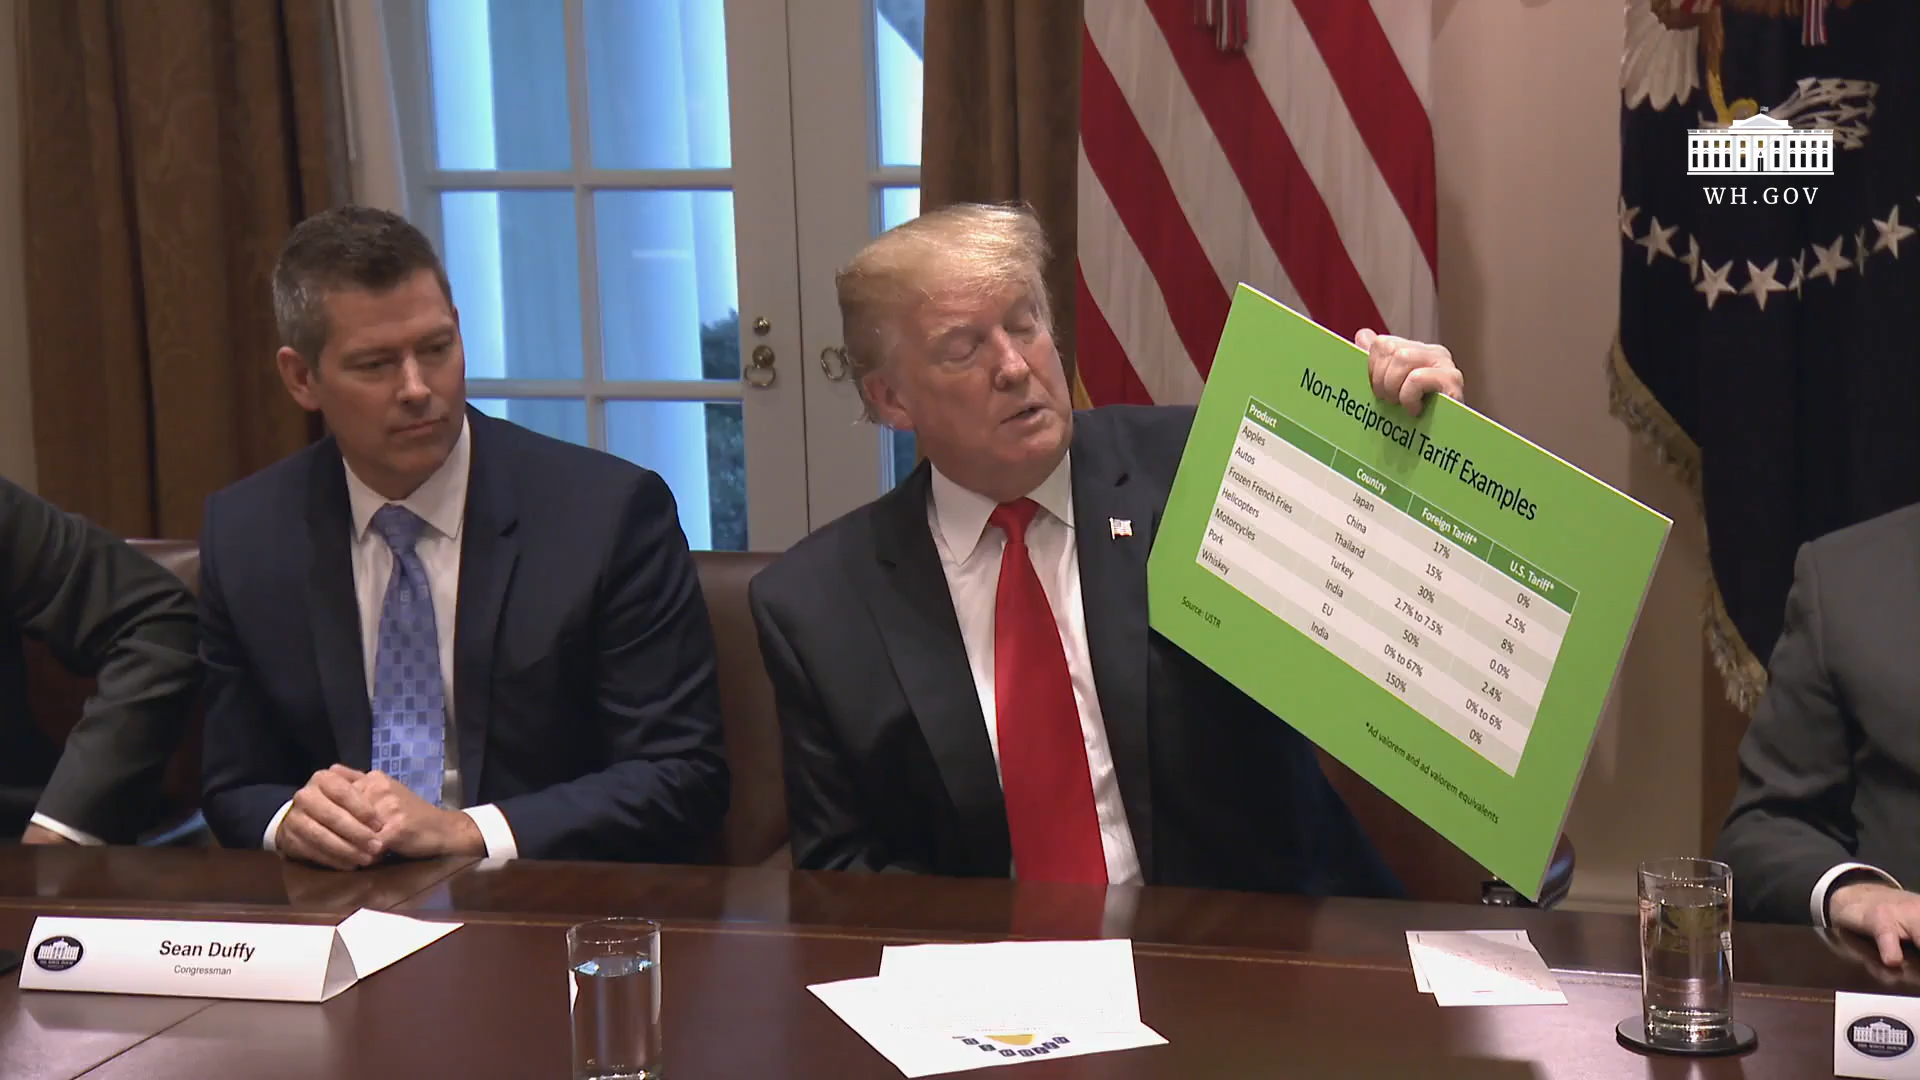 WH.GOV
Non-Reciprocal Tariff Examples
Product Country Foreign Tariff* U.S. Tariff*
Apples Japan 17% 0%
Autos China 15% 2.5%
Frozen French Fries Thailand 30% 8%
Helicopters Turkey 2.7% to 7.5% 0.0%
Motorcycles India 50% 2.4%
Pork EU 0% to 67% 0% to 6%
Whiskey India 150% 0%
Source: USTR
*Ad valorem and ad valorem equivalents
Sean Duffy
Congressman